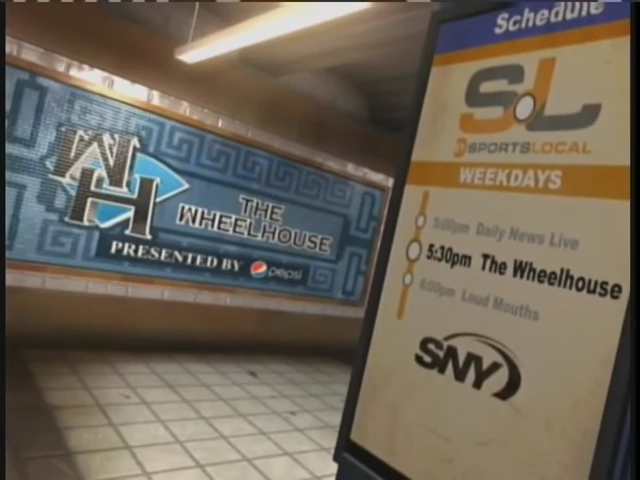 WH
THE
WHEELHOUSE
PRESENTED BY pepsi
Schedule
SdL
SPORTSLOCAL
WEEKDAYS
5:00pm Daily News Live
5:30pm The Wheelhouse
6:00pm Loud Mouths
SNY